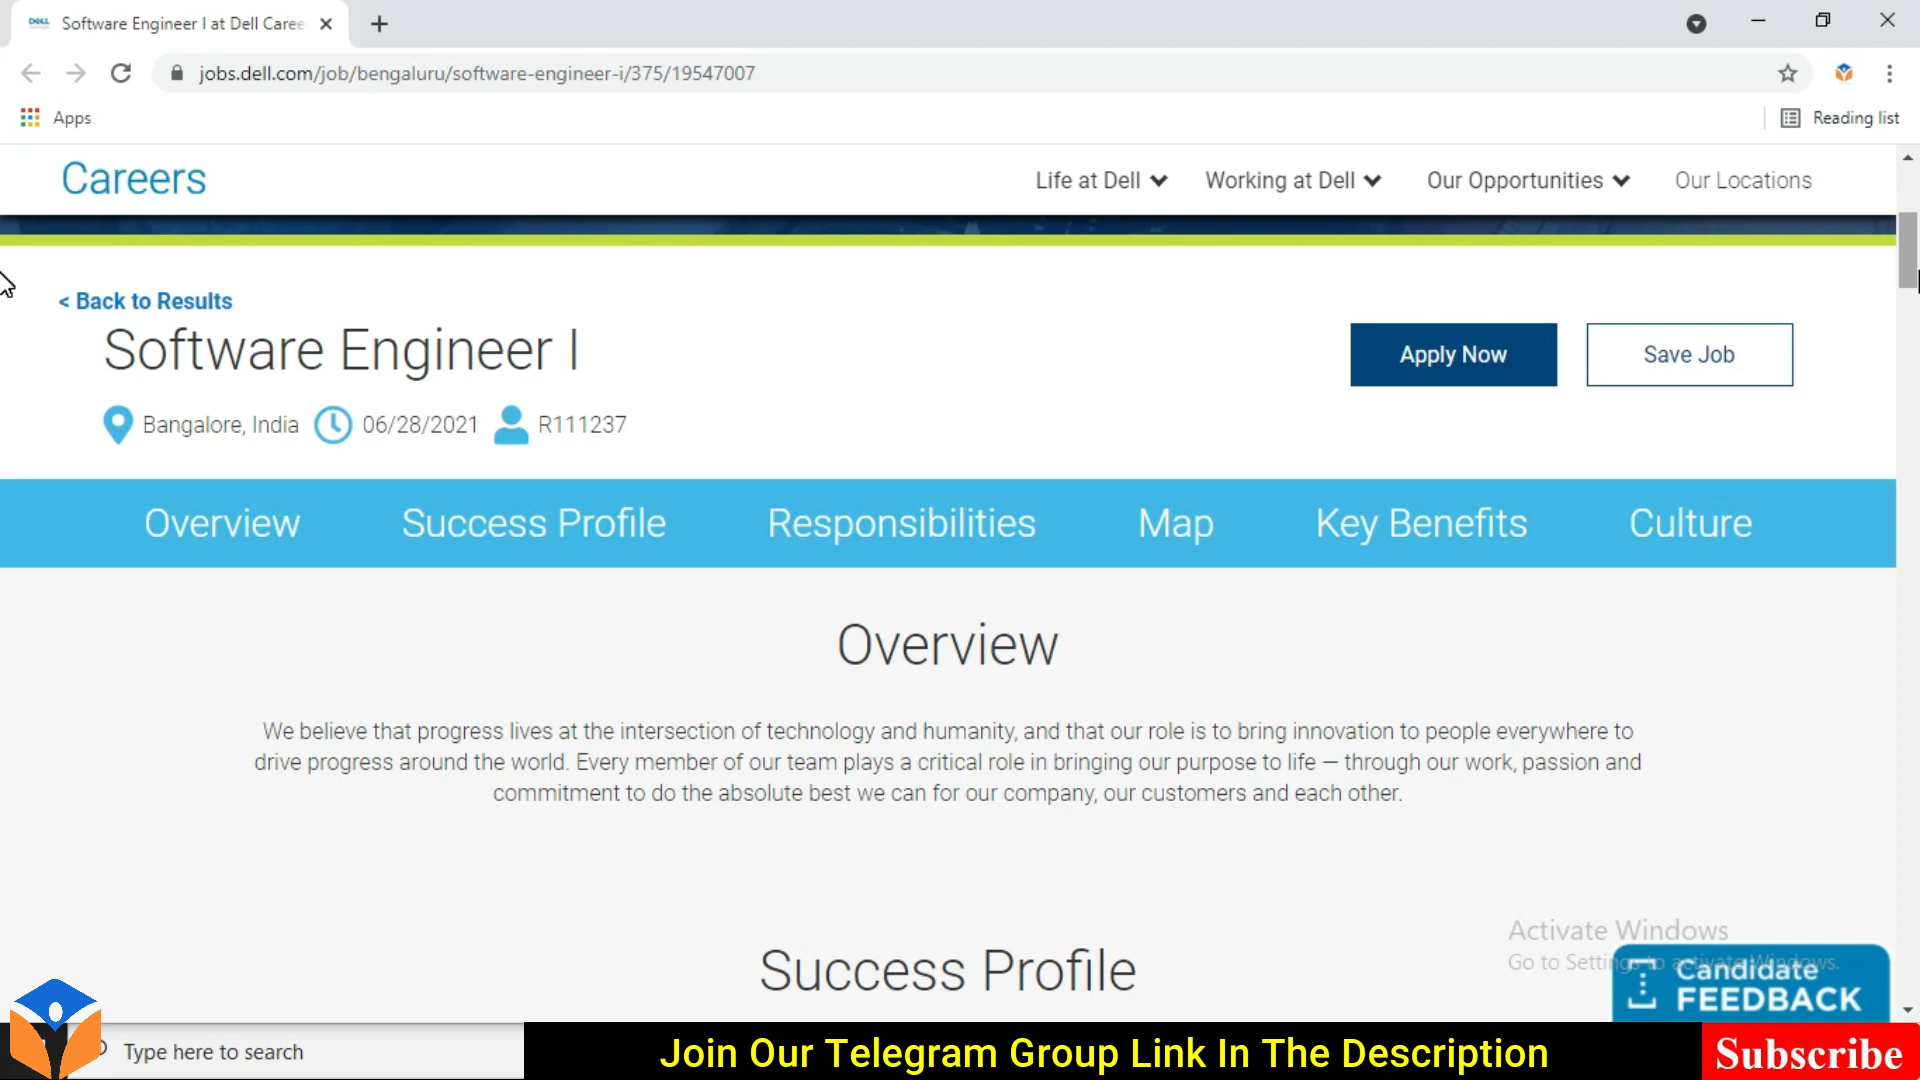 DELL Software Engineer I at Dell Caree
jobs.dell.com/job/bengaluru/software-engineer-i/375/19547007
Apps
Reading list
Careers
Life at Dell
Working at Dell
Our Opportunities
Our Locations
< Back to Results
Software Engineer I
Apply Now
Save Job
Bangalore, India
06/28/2021
R111237
Overview
Success Profile
Responsibilities
Map
Key Benefits
Culture
Overview
We believe that progress lives at the intersection of technology and humanity, and that our role is to bring innovation to people everywhere to
drive progress around the world. Every member of our team plays a critical role in bringing our purpose to life — through our work, passion and
commitment to do the absolute best we can for our company, our customers and each other.
Success Profile
Activate Windows
Go to Settings to activate Windows.
Candidate
FEEDBACK
Type here to search
Join Our Telegram Group Link In The Description
Subscribe